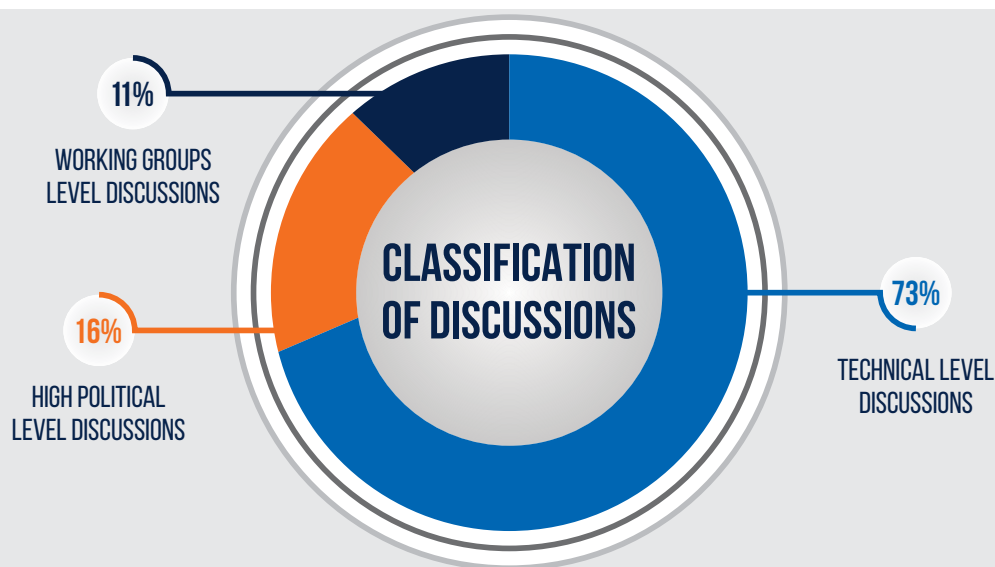 11%
WORKING GROUPS
LEVEL DISCUSSIONS
16%
HIGH POLITICAL
LEVEL DISCUSSIONS
CLASSIFICATION
OF DISCUSSIONS
73%
TECHNICAL LEVEL
DISCUSSIONS